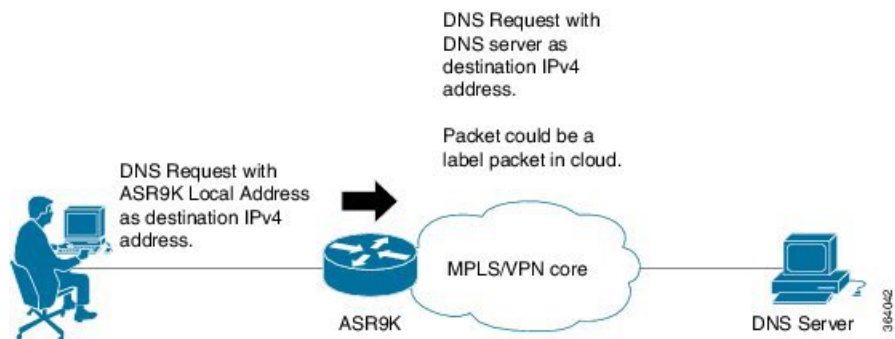 DNS Request with
DNS server as
destination IPv4
address.
Packet could be a
label packet in cloud.
DNS Request with
ASR9K Local Address
as destination IPv4
address.
MPLS/VPN core
ASR9K
DNS Server
364042